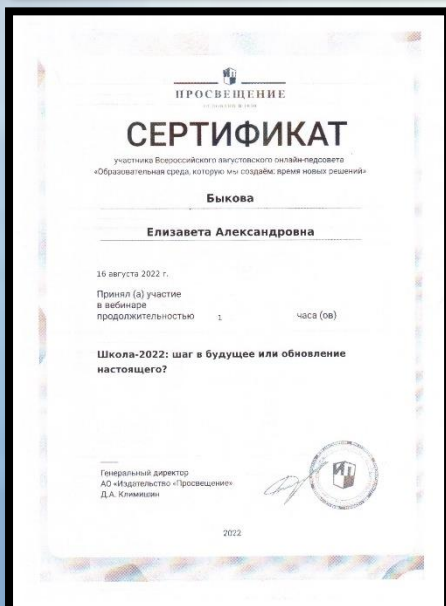 ПРОСВЕЩЕНИЕ
СЕРТИФИКАТ
участника Всероссийского августовского онлайн-педсовета
«Образовательная среда, которую мы создаём: время новых решений»
Быкова
Елизавета Александровна
16 августа 2022 г.
Принял (а) участие
в вебинаре
продолжительностью 1 часа (ов)
Школа-2022: шаг в будущее или обновление
настоящего?
Генеральный директор
АО «Издательство «Просвещение»
Д.А. Климишин
2022